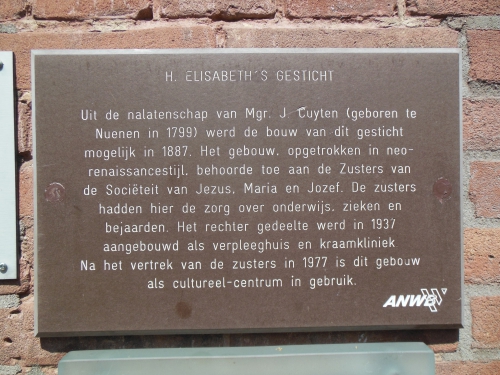 H. ELISABETH'S GESTICHT
Uit de nalatenschap van Mgr. J. Cuyten (geboren te
Nuenen in 1799) werd de bouw van dit gesticht
mogelijk in 1887. Het gebouw, opgetrokken in neo-
renaissancestijl, behoorde toe aan de Zusters van
de Sociëteit van Jezus, Maria en Jozef. De zusters
hadden hier de zorg over onderwijs, zieken en
bejaarden. Het rechter gedeelte werd in 1937
aangebouwd als verpleeghuis en kraamkliniek
Na het vertrek van de zusters in 1977 is dit gebouw
als cultureel-centrum in gebruik.
ANWB